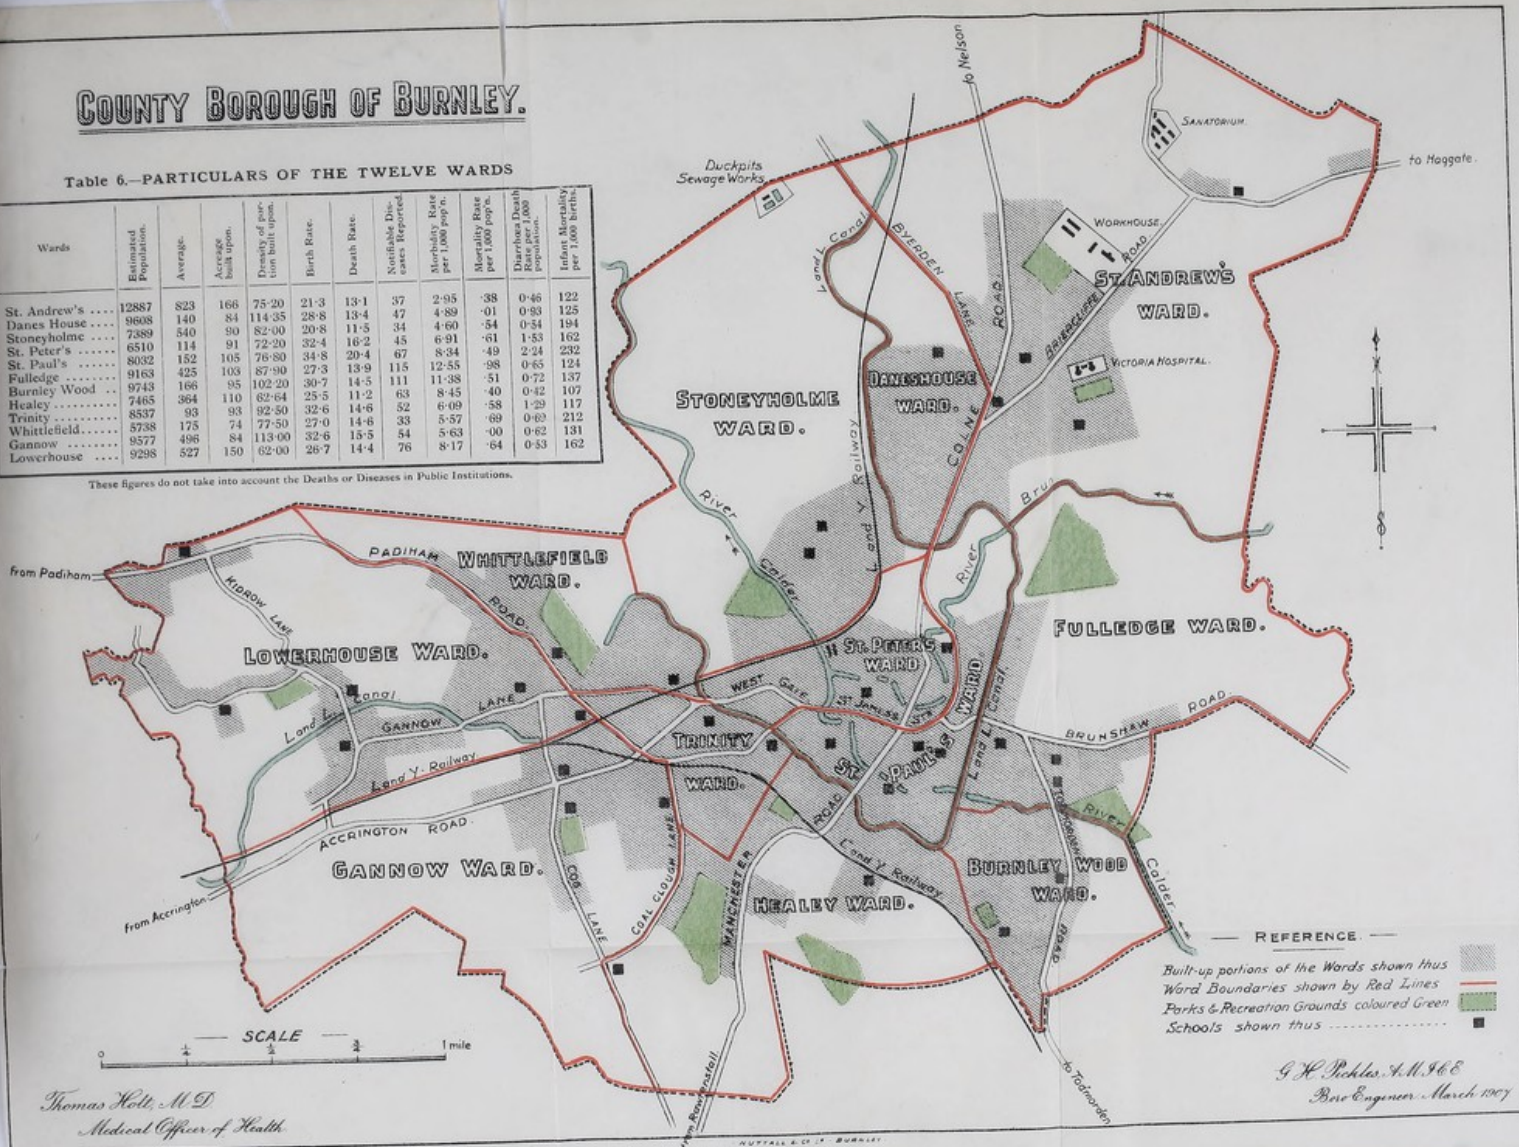 COUNTY BOROUGH OF BURNLEY.
Table 6.—PARTICULARS OF THE TWELVE WARDS
Wards Estimated Population. Average. Acreage built upon. Density of portion built upon. Birth Rate. Death Rate. Notifiable Diseases Reported. Morbidity Rate per 1,000 pop'n. Mortality Rate per 1,000 pop'n. Diarrhœa Death Rate per 1,000 population. Infant Mortality per 1,000 births.
St. Andrew's .... 12887 823 166 75·20 21·3 13·1 37 2·95 ·38 0·46 122
Danes House .... 9608 140 84 114·35 28·8 13·4 47 4·89 ·01 0·93 125
Stoneyholme .... 7389 540 90 82·00 20·8 11·5 34 4·60 ·54 0·54 194
St. Peter's ...... 6510 114 91 72·20 32·4 16·2 45 6·91 ·61 1·53 162
St. Paul's ...... 8032 152 105 76·80 34·8 20·4 67 8·34 ·49 2·24 232
Fulledge ........ 9163 425 103 87·90 27·3 13·9 115 12·55 ·98 0·65 124
Burnley Wood .. 9743 166 95 102·20 30·7 14·5 111 11·38 ·51 0·72 137
Healey .......... 7465 364 110 62·64 25·5 11·2 63 8·45 ·40 0·42 107
Trinity ........ 8537 93 93 92·50 32·6 14·6 52 6·09 ·58 1·29 117
Whittlefield..... 5738 175 74 77·50 27·0 14·6 33 5·57 ·69 0·69 212
Gannow ........ 9577 496 84 113·00 32·6 15·5 54 5·63 ·00 0·62 131
Lowerhouse .... 9298 527 150 62·00 26·7 14·4 76 8·17 ·64 0·53 162
These figures do not take into account the Deaths or Diseases in Public Institutions.
to Nelson
SANATORIUM.
to Haggate.
Duckpits
Sewage Works
L and L Canal
BYERDEN
LANE
ROAD.
WORKHOUSE.
BRIERCLIFFE ROAD
ST. ANDREW'S
WARD.
VICTORIA HOSPITAL.
DANESHOUSE
WARD.
STONEYHOLME
WARD.
COLNE
L and Y Railway
River
Calder
River
Brun
FULLEDGE WARD.
from Padiham
PADIHAM
ROAD.
WHITTLEFIELD
WARD.
KIDROW LANE
LOWERHOUSE WARD.
L and L Canal
GANNOW LANE
L and Y Railway
ACCRINGTON ROAD.
GANNOW WARD.
from Accrington
ST. PETER'S
WARD
WEST GATE
ST JAMES'S STR
TRINITY
WARD.
ST. PAUL'S WARD.
L and L Canal
BRUNSHAW ROAD.
TODMORDEN
ROAD
River
Calder
BURNLEY WOOD
WARD.
MANCHESTER
ROAD
L and Y Railway
HEALEY WARD.
COG
LANE
COAL CLOUGH LANE
from Rawtenstall
to Todmorden
S
REFERENCE.
Built-up portions of the Wards shown thus
Ward Boundaries shown by Red Lines
Parks & Recreation Grounds coloured Green
Schools shown thus
SCALE
0 ¼ ½ ¾ 1 mile
Thomas Holt, M.D.
Medical Officer of Health
G H Pickles, A.M.I.C.E
Boro Engineer. March 1907
NUTTALL & CO LD - BURNLEY